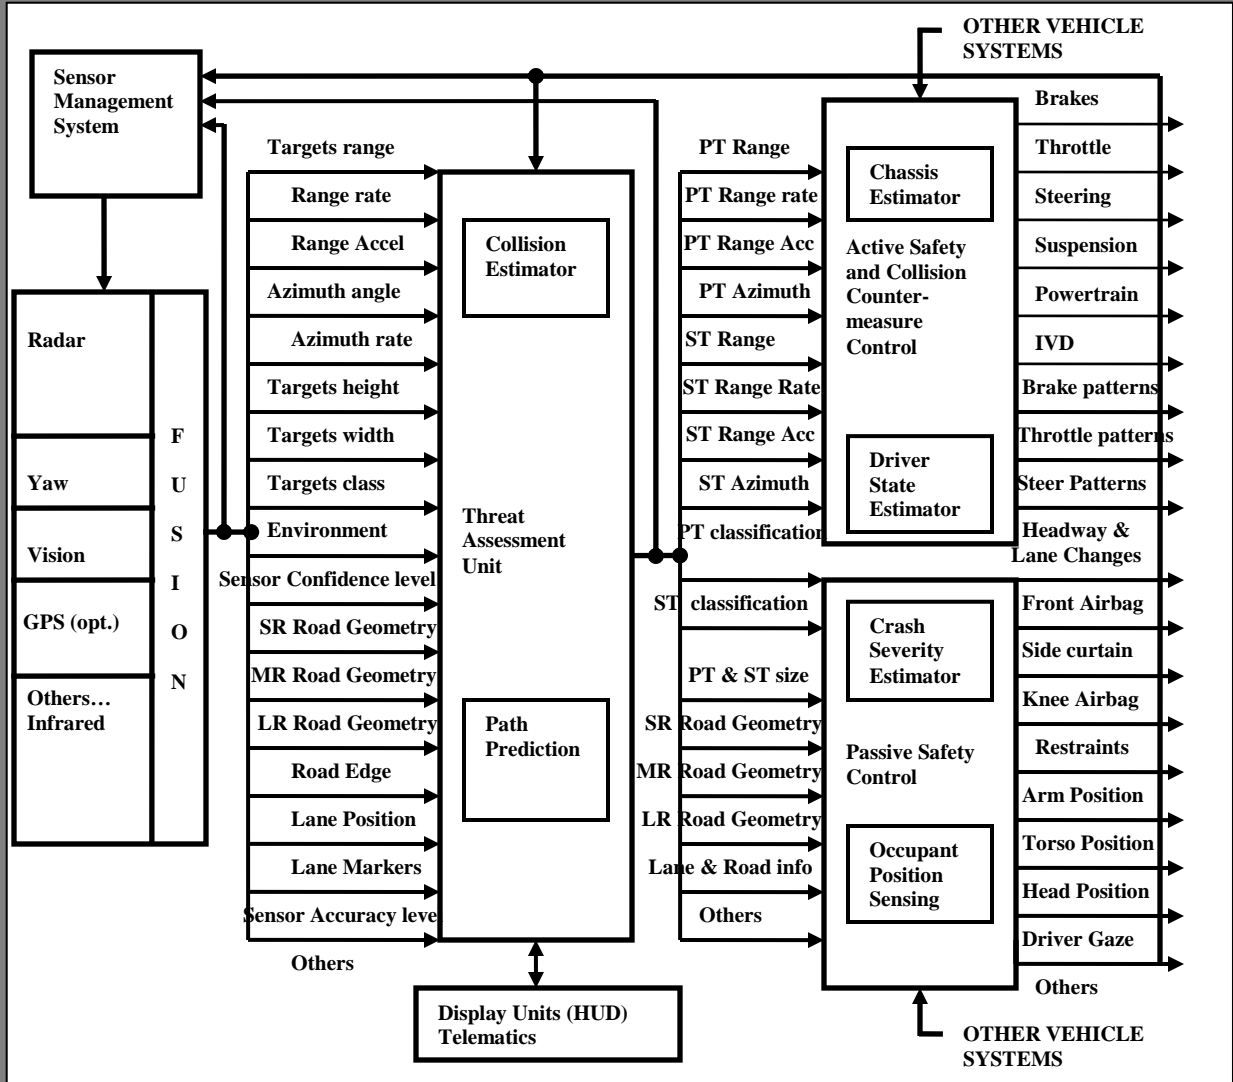 OTHER VEHICLE
SYSTEMS
Sensor
Management
System
Radar
Yaw
Vision
GPS (opt.)
Others…
Infrared
F
U
S
I
O
N
Targets range
Range rate
Range Accel
Azimuth angle
Azimuth rate
Targets height
Targets width
Targets class
Environment
Sensor Confidence level
SR Road Geometry
MR Road Geometry
LR Road Geometry
Road Edge
Lane Position
Lane Markers
Sensor Accuracy leve
Others
Collision
Estimator
Threat
Assessment
Unit
Path
Prediction
Display Units (HUD)
Telematics
PT Range
PT Range rate
PT Range Acc
PT Azimuth
ST Range
ST Range Rate
ST Range Acc
ST Azimuth
PT classification
ST classification
PT & ST size
SR Road Geometry
MR Road Geometry
LR Road Geometry
Lane & Road info
Others
Chassis
Estimator
Active Safety
and Collision
Counter-
measure
Control
Driver
State
Estimator
Crash
Severity
Estimator
Passive Safety
Control
Occupant
Position
Sensing
Brakes
Throttle
Steering
Suspension
Powertrain
IVD
Brake patterns
Throttle patterns
Steer Patterns
Headway &
Lane Changes
Front Airbag
Side curtain
Knee Airbag
Restraints
Arm Position
Torso Position
Head Position
Driver Gaze
Others
OTHER VEHICLE
SYSTEMS